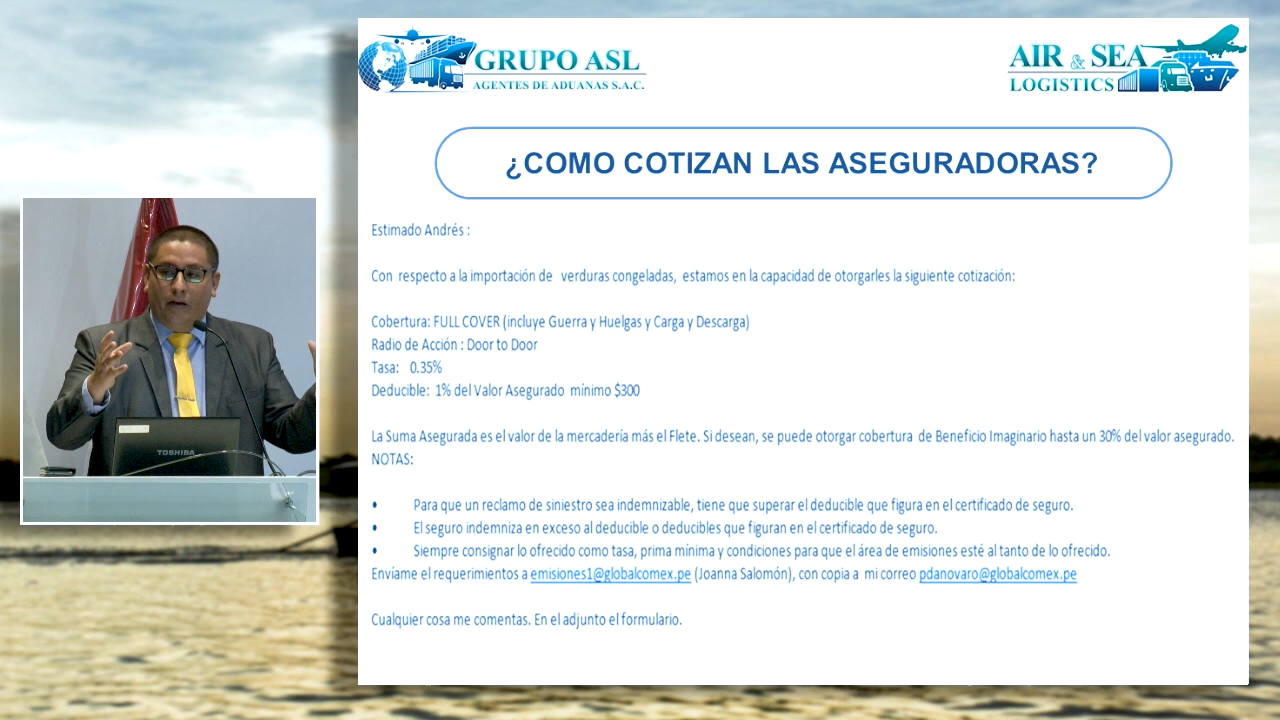 GRUPO ASL
AGENTES DE ADUANAS S.A.C.
AIR & SEA
LOGISTICS
¿COMO COTIZAN LAS ASEGURADORAS?
Estimado Andrés :
Con respecto a la importación de verduras congeladas, estamos en la capacidad de otorgarles la siguiente cotización:
Cobertura: FULL COVER (incluye Guerra y Huelgas y Carga y Descarga)
Radio de Acción : Door to Door
Tasa: 0.35%
Deducible: 1% del Valor Asegurado mínimo $300
La Suma Asegurada es el valor de la mercadería más el Flete. Si desean, se puede otorgar cobertura de Beneficio Imaginario hasta un 30% del valor asegurado.
NOTAS:
• Para que un reclamo de siniestro sea indemnizable, tiene que superar el deducible que figura en el certificado de seguro.
• El seguro indemniza en exceso al deducible o deducibles que figuran en el certificado de seguro.
• Siempre consignar lo ofrecido como tasa, prima mínima y condiciones para que el área de emisiones esté al tanto de lo ofrecido.
Envíame el requerimientos a emisiones1@globalcomex.pe (Joanna Salomón), con copia a mi correo pdanovaro@globalcomex.pe
Cualquier cosa me comentas. En el adjunto el formulario.
TOSHIBA